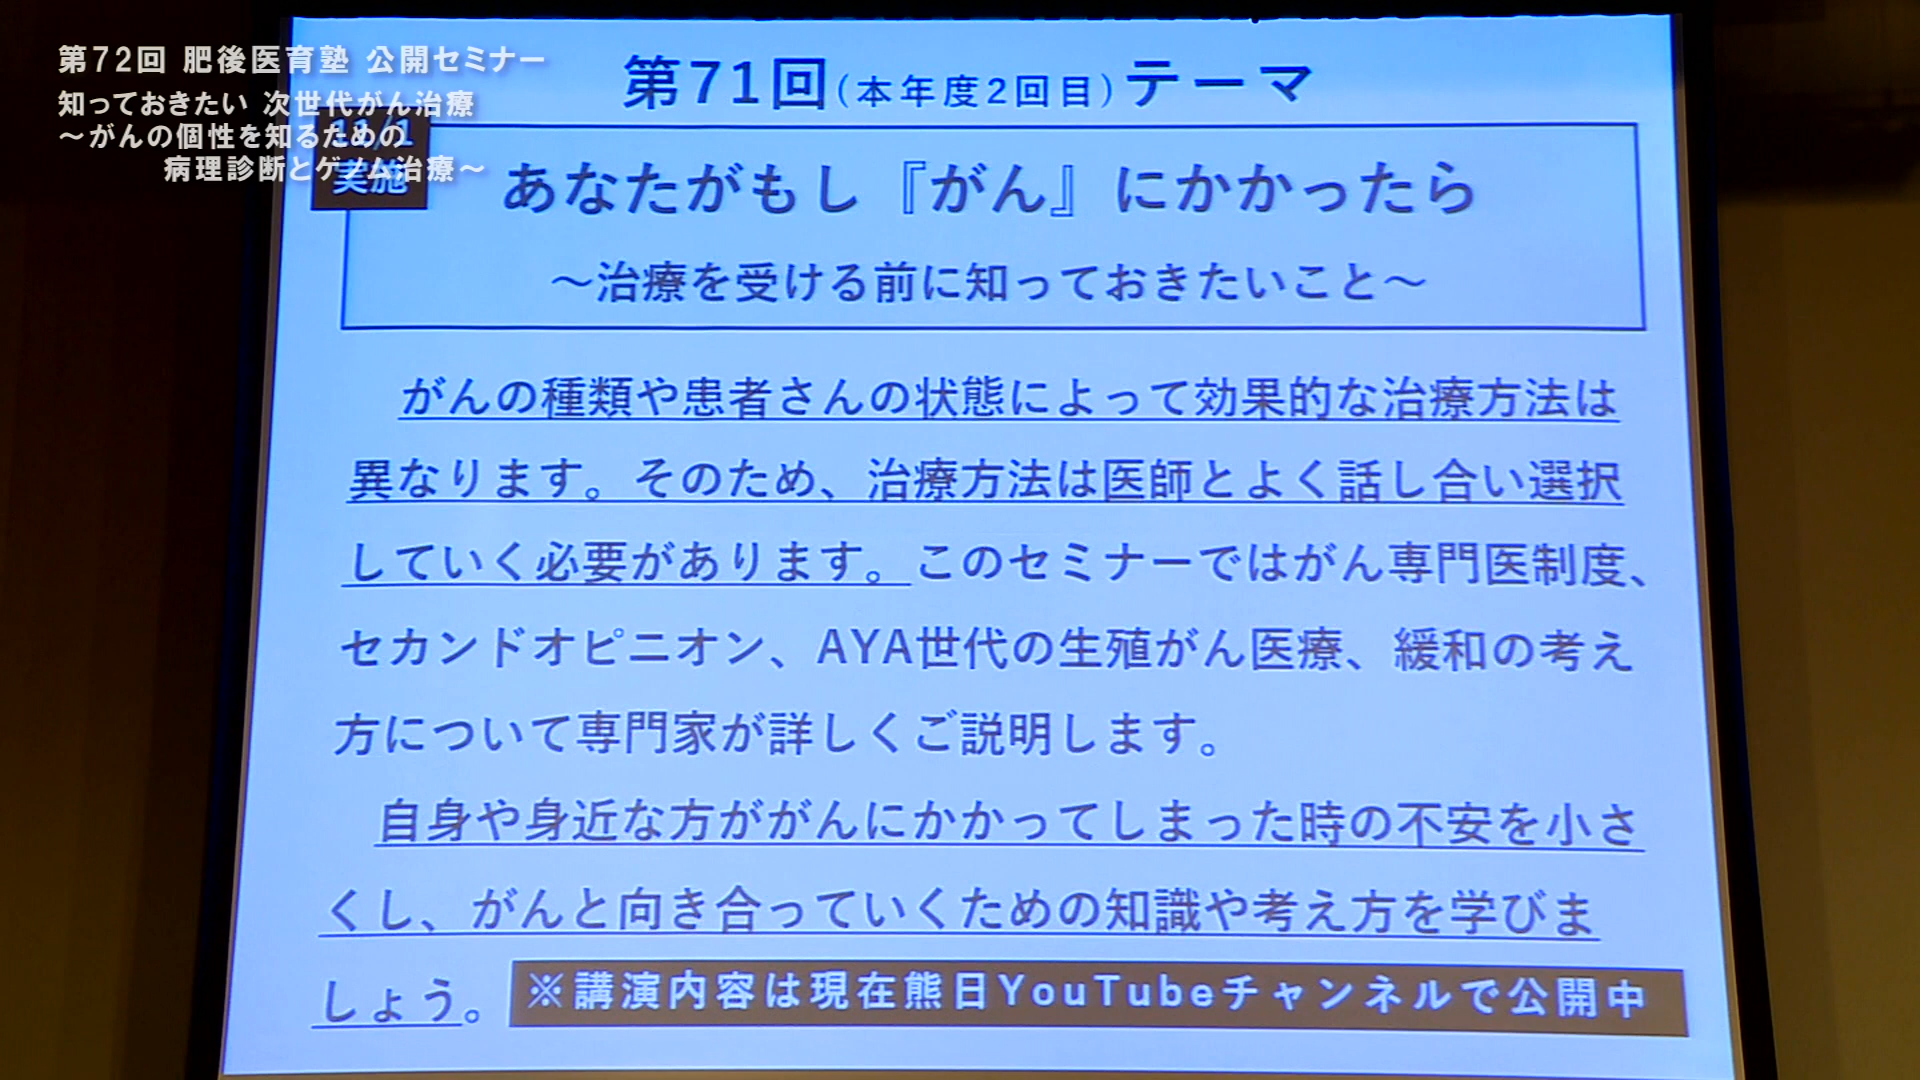 第72回 肥後医育塾 公開セミナー
知っておきたい 次世代がん治療
～がんの個性を知るための
病理診断とゲノム治療～
第71回(本年度2回目)テーマ
11/1
実施
あなたがもし『がん』にかかったら
～治療を受ける前に知っておきたいこと～
がんの種類や患者さんの状態によって効果的な治療方法は
異なります。そのため、治療方法は医師とよく話し合い選択
していく必要があります。このセミナーではがん専門医制度、
セカンドオピニオン、AYA世代の生殖がん医療、緩和の考え
方について専門家が詳しくご説明します。
自身や身近な方ががんにかかってしまった時の不安を小さ
くし、がんと向き合っていくための知識や考え方を学びま
しょう。
※講演内容は現在熊日YouTubeチャンネルで公開中